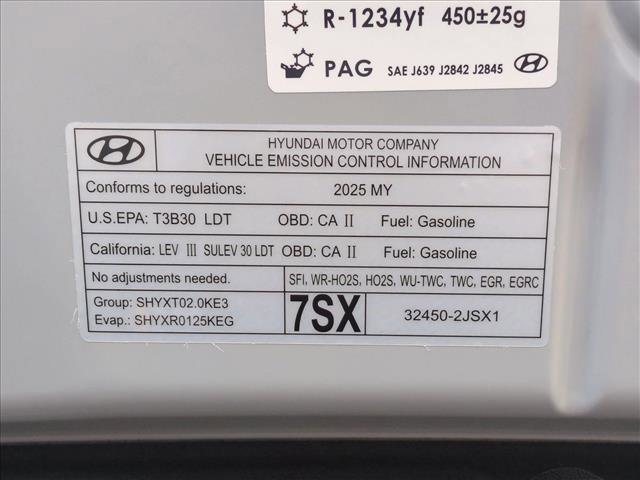 R-1234yf 450±25g
PAG SAE J639 J2842 J2845
HYUNDAI MOTOR COMPANY
VEHICLE EMISSION CONTROL INFORMATION
Conforms to regulations: 2025 MY
U.S.EPA: T3B30 LDT OBD: CA II Fuel: Gasoline
California: LEV III SULEV30 LDT OBD: CA II Fuel: Gasoline
No adjustments needed. SFI, WR-HO2S, HO2S, WU-TWC, TWC, EGR, EGRC
Group: SHYXT02.0KE3
Evap.: SHYXR0125KEG
7SX
32450-2JSX1